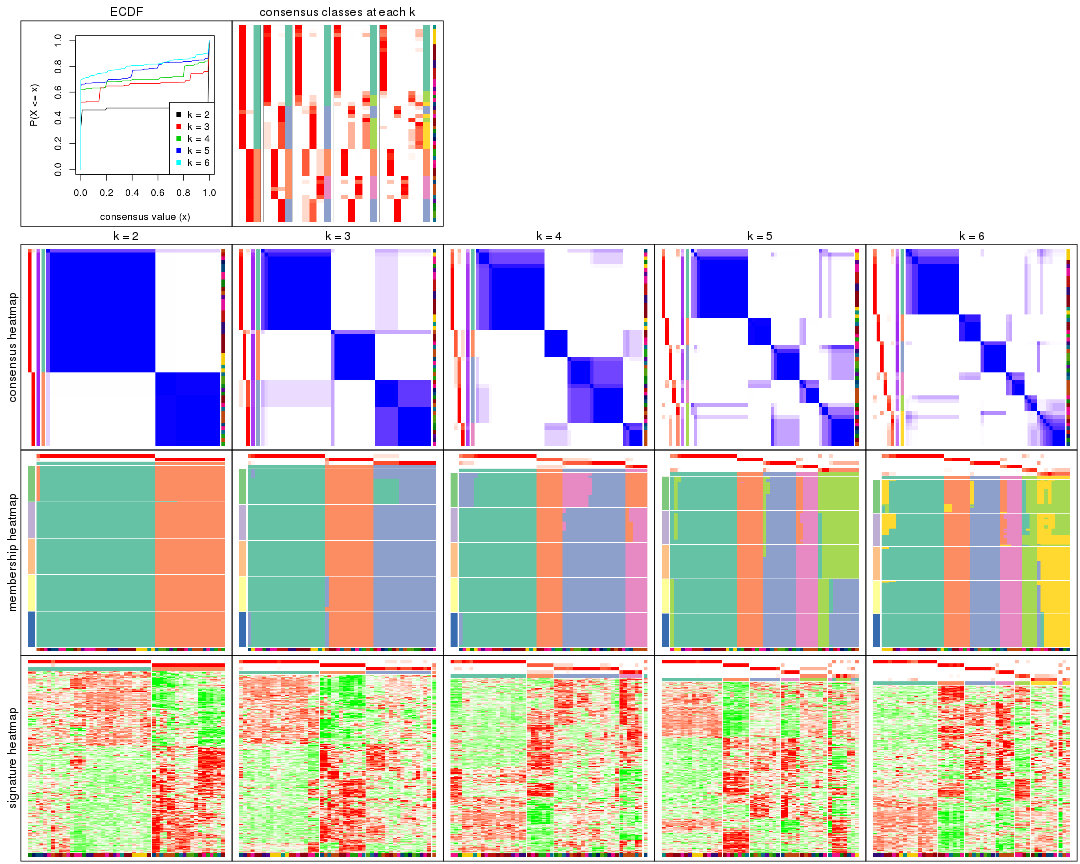 ECDF
consensus classes at each k
P(X <= x)
0.0 0.2 0.4 0.6 0.8 1.0
k = 2
k = 3
k = 4
k = 5
k = 6
0.0 0.2 0.4 0.6 0.8 1.0
consensus value (x)
k = 2
k = 3
k = 4
k = 5
k = 6
consensus heatmap
membership heatmap
signature heatmap